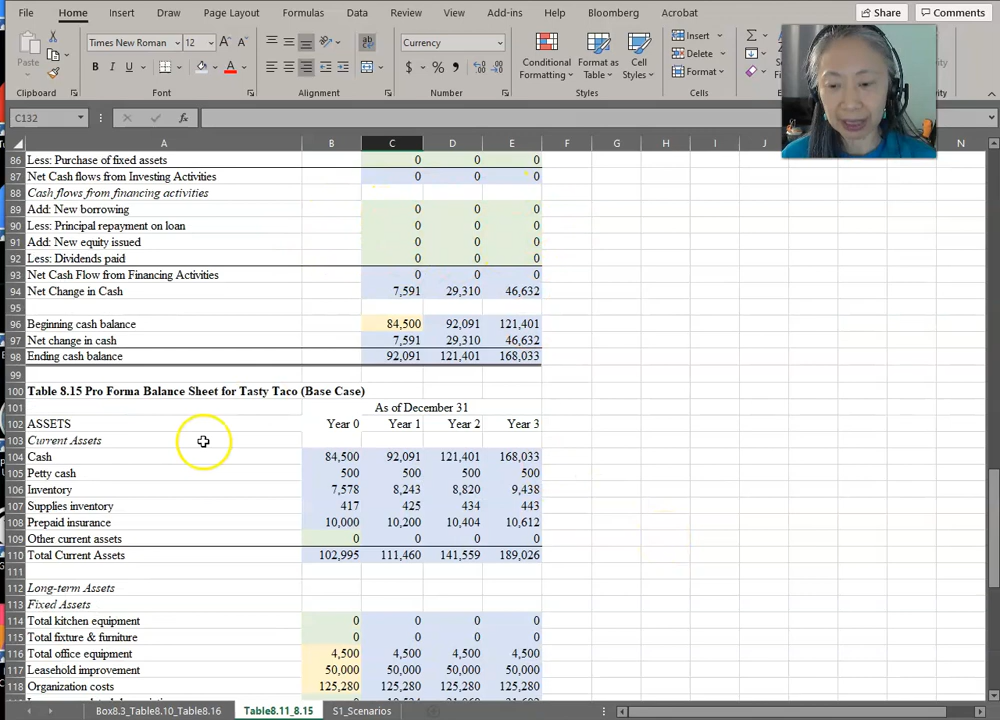 File Home Insert Draw Page Layout Formulas Data Review View Add-ins Help Bloomberg Acrobat Share Comments
Paste Times New Roman 12 A A Currency Conditional Formatting Format as Table Cell Styles Insert Delete Format
B I U A $ % 9
Clipboard Font Alignment Number Styles Cells
C132 fx
A B C D E F G H I J N
86 Less: Purchase of fixed assets 0 0 0
87 Net Cash flows from Investing Activities 0 0 0
88 Cash flows from financing activities
89 Add: New borrowing 0 0 0
90 Less: Principal repayment on loan 0 0 0
91 Add: New equity issued 0 0 0
92 Less: Dividends paid 0 0 0
93 Net Cash Flow from Financing Activities 0 0 0
94 Net Change in Cash 7,591 29,310 46,632
95
96 Beginning cash balance 84,500 92,091 121,401
97 Net change in cash 7,591 29,310 46,632
98 Ending cash balance 92,091 121,401 168,033
99
100 Table 8.15 Pro Forma Balance Sheet for Tasty Taco (Base Case)
101 As of December 31
102 ASSETS Year 0 Year 1 Year 2 Year 3
103 Current Assets
104 Cash 84,500 92,091 121,401 168,033
105 Petty cash 500 500 500 500
106 Inventory 7,578 8,243 8,820 9,438
107 Supplies inventory 417 425 434 443
108 Prepaid insurance 10,000 10,200 10,404 10,612
109 Other current assets 0 0 0 0
110 Total Current Assets 102,995 111,460 141,559 189,026
111
112 Long-term Assets
113 Fixed Assets
114 Total kitchen equipment 0 0 0 0
115 Total fixture & furniture 0 0 0 0
116 Total office equipment 4,500 4,500 4,500 4,500
117 Leasehold improvement 50,000 50,000 50,000 50,000
118 Organization costs 125,280 125,280 125,280 125,280
Box8.3_Table8.10_Table8.16 Table8.11_8.15 S1_Scenarios